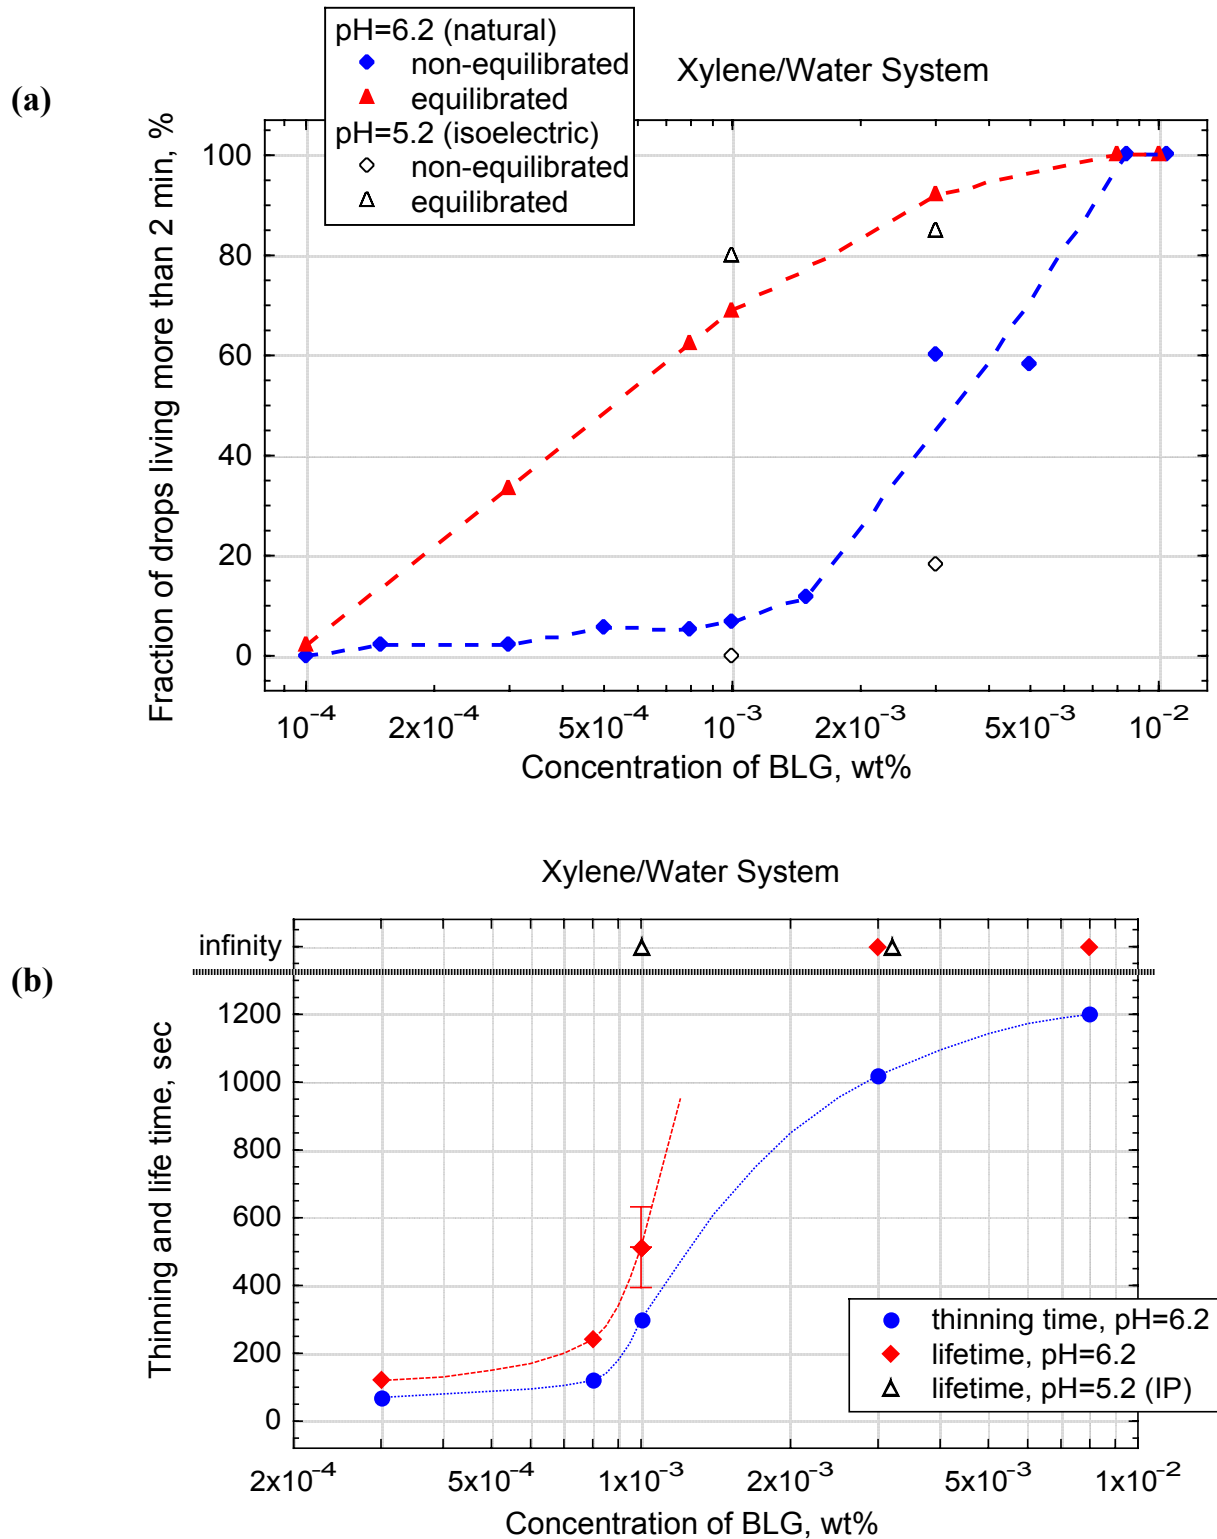 (a)
pH=6.2 (natural)
non-equilibrated
equilibrated
pH=5.2 (isoelectric)
non-equilibrated
equilibrated
Xylene/Water System
Fraction of drops living more than 2 min, %
100
80
60
40
20
0
10⁻⁴ 2x10⁻⁴ 5x10⁻⁴ 10⁻³ 2x10⁻³ 5x10⁻³ 10⁻²
Concentration of BLG, wt%
Xylene/Water System
(b)
infinity
Thinning and life time, sec
1200
1000
800
600
400
200
0
thinning time, pH=6.2
lifetime, pH=6.2
lifetime, pH=5.2 (IP)
2x10⁻⁴ 5x10⁻⁴ 1x10⁻³ 2x10⁻³ 5x10⁻³ 1x10⁻²
Concentration of BLG, wt%